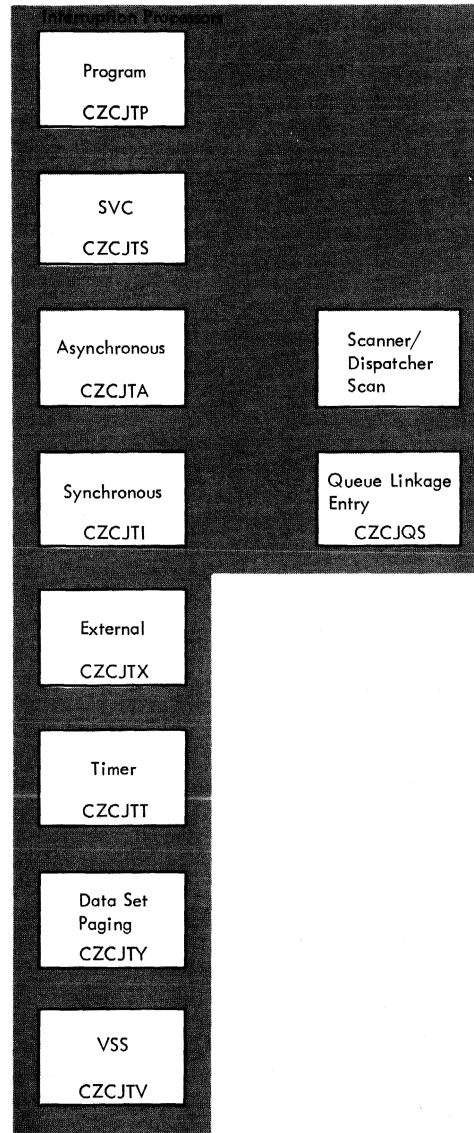 Interruption Processors
Program
CZCJTP
SVC
CZCJTS
Asynchronous
CZCJTA
Scanner/
Dispatcher
Scan
Synchronous
CZCJTI
Queue Linkage
Entry
CZCJQS
External
CZCJTX
Timer
CZCJTT
Data Set
Paging
CZCJTY
VSS
CZCJTV